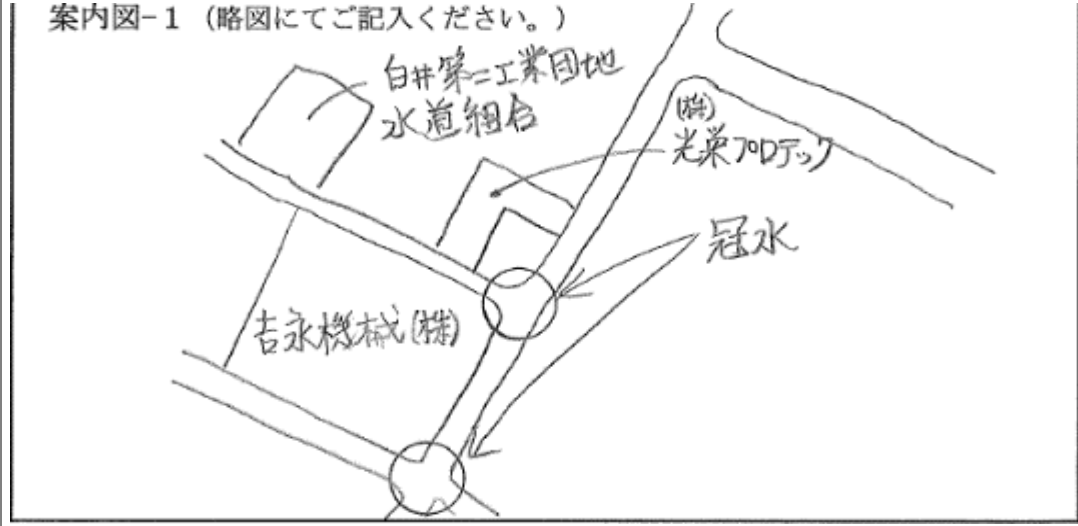 案内図-1 (略図にてご記入ください。)
白井第二工業団地
水道組合
(株)
光栄プロテック
冠水
吉永機械(株)